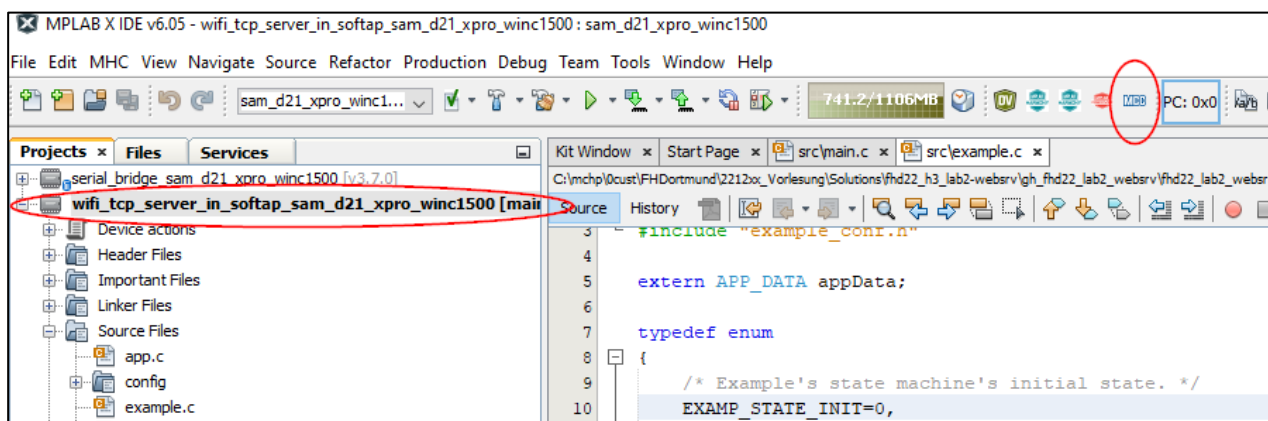 MPLAB X IDE v6.05 - wifi_tcp_server_in_softap_sam_d21_xpro_winc1500 : sam_d21_xpro_winc1500
File Edit MHC View Navigate Source Refactor Production Debug Team Tools Window Help
sam_d21_xpro_winc1... 741.2/1106MB DV MCC PC: 0x0
Projects x Files Services
Kit Window x Start Page x src\main.c x src\example.c x
serial_bridge_sam_d21_xpro_winc1500 [v3.7.0]
C:\mchp\0cust\FHDortmund\2212xx_Vorlesung\Solutions\fhd22_h3_lab2-websrv\gh_fhd22_lab2_websrv\fhd22_lab2_websr
wifi_tcp_server_in_softap_sam_d21_xpro_winc1500 [main
Source History
Device actions
3 #include "example_conf.h"
Header Files
4
Important Files
5 extern APP_DATA appData;
Linker Files
6
Source Files
7 typedef enum
app.c
8 {
config
9 /* Example's state machine's initial state. */
example.c
10 EXAMP_STATE_INIT=0,